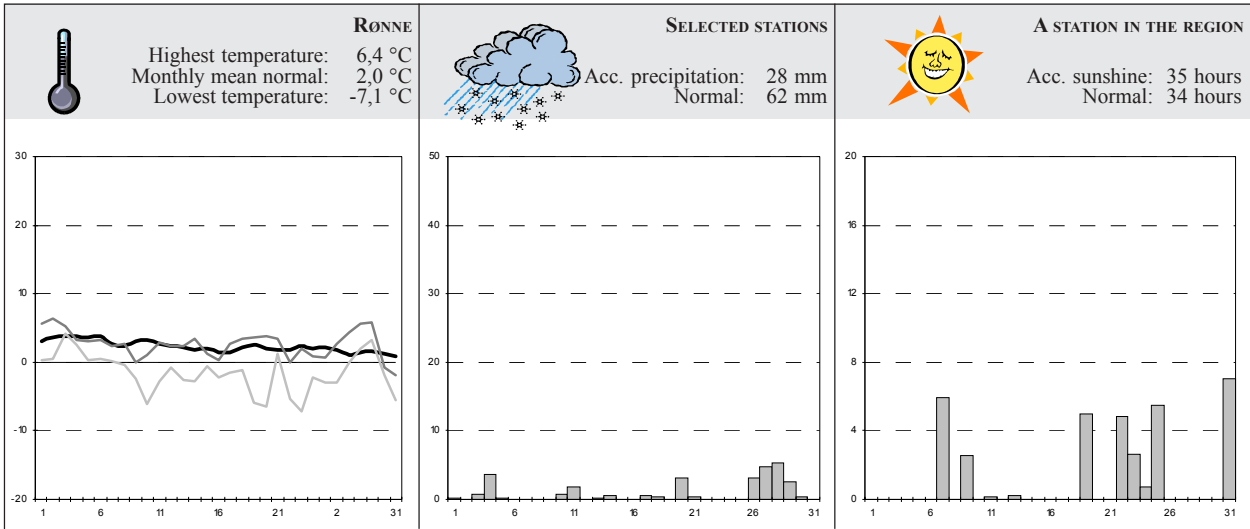 RØNNE
Highest temperature: 6,4 °C
Monthly mean normal: 2,0 °C
Lowest temperature: -7,1 °C
SELECTED STATIONS
Acc. precipitation: 28 mm
Normal: 62 mm
A STATION IN THE REGION
Acc. sunshine: 35 hours
Normal: 34 hours
30
20
10
0
-10
-20
1 6 11 16 21 2 31
50
40
30
20
10
0
1 6 11 16 21 26 31
20
16
12
8
4
0
1 6 11 16 21 26 31